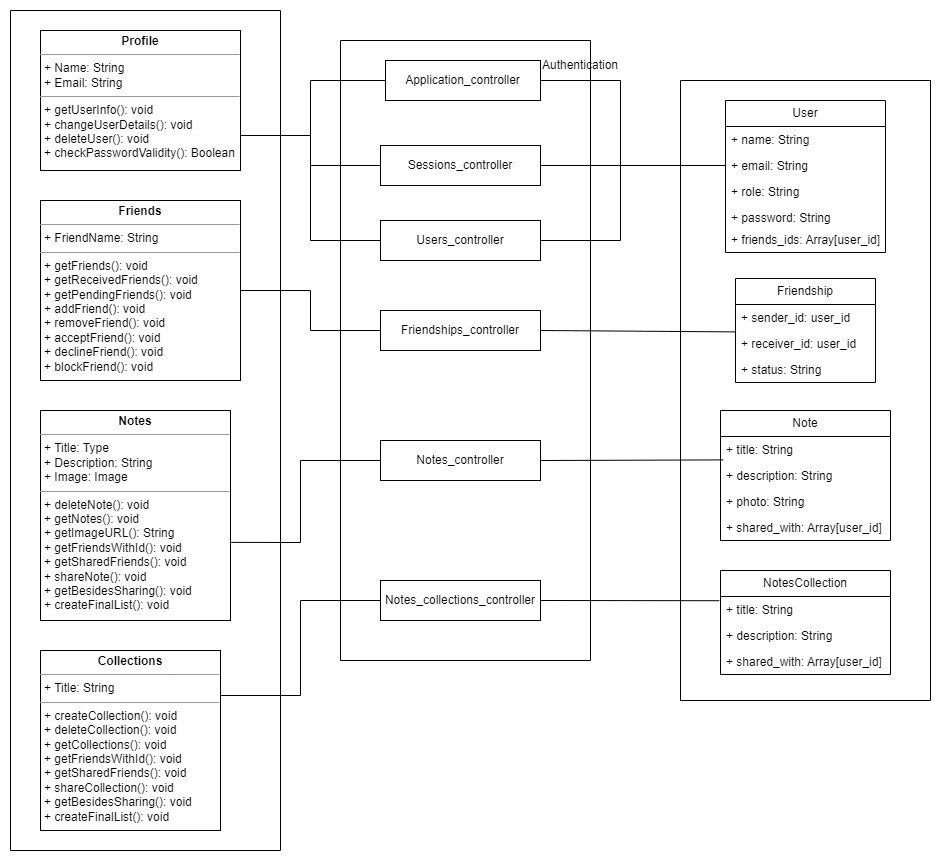 Profile
+ Name: String
+ Email: String
+ getUserInfo(): void
+ changeUserDetails(): void
+ deleteUser(): void
+ checkPasswordValidity(): Boolean
Friends
+ FriendName: String
+ getFriends(): void
+ getReceivedFriends(): void
+ getPendingFriends(): void
+ addFriend(): void
+ removeFriend(): void
+ acceptFriend(): void
+ declineFriend(): void
+ blockFriend(): void
Notes
+ Title: Type
+ Description: String
+ Image: Image
+ deleteNote(): void
+ getNotes(): void
+ getImageURL(): String
+ getFriendsWithId(): void
+ getSharedFriends(): void
+ shareNote(): void
+ getBesidesSharing(): void
+ createFinalList(): void
Collections
+ Title: String
+ createCollection(): void
+ deleteCollection(): void
+ getCollections(): void
+ getFriendsWithId(): void
+ getSharedFriends(): void
+ shareCollection(): void
+ getBesidesSharing(): void
+ createFinalList(): void
Authentication
Application_controller
Sessions_controller
Users_controller
Friendships_controller
Notes_controller
Notes_collections_controller
User
+ name: String
+ email: String
+ role: String
+ password: String
+ friends_ids: Array[user_id]
Friendship
+ sender_id: user_id
+ receiver_id: user_id
+ status: String
Note
+ title: String
+ description: String
+ photo: String
+ shared_with: Array[user_id]
NotesCollection
+ title: String
+ description: String
+ shared_with: Array[user_id]